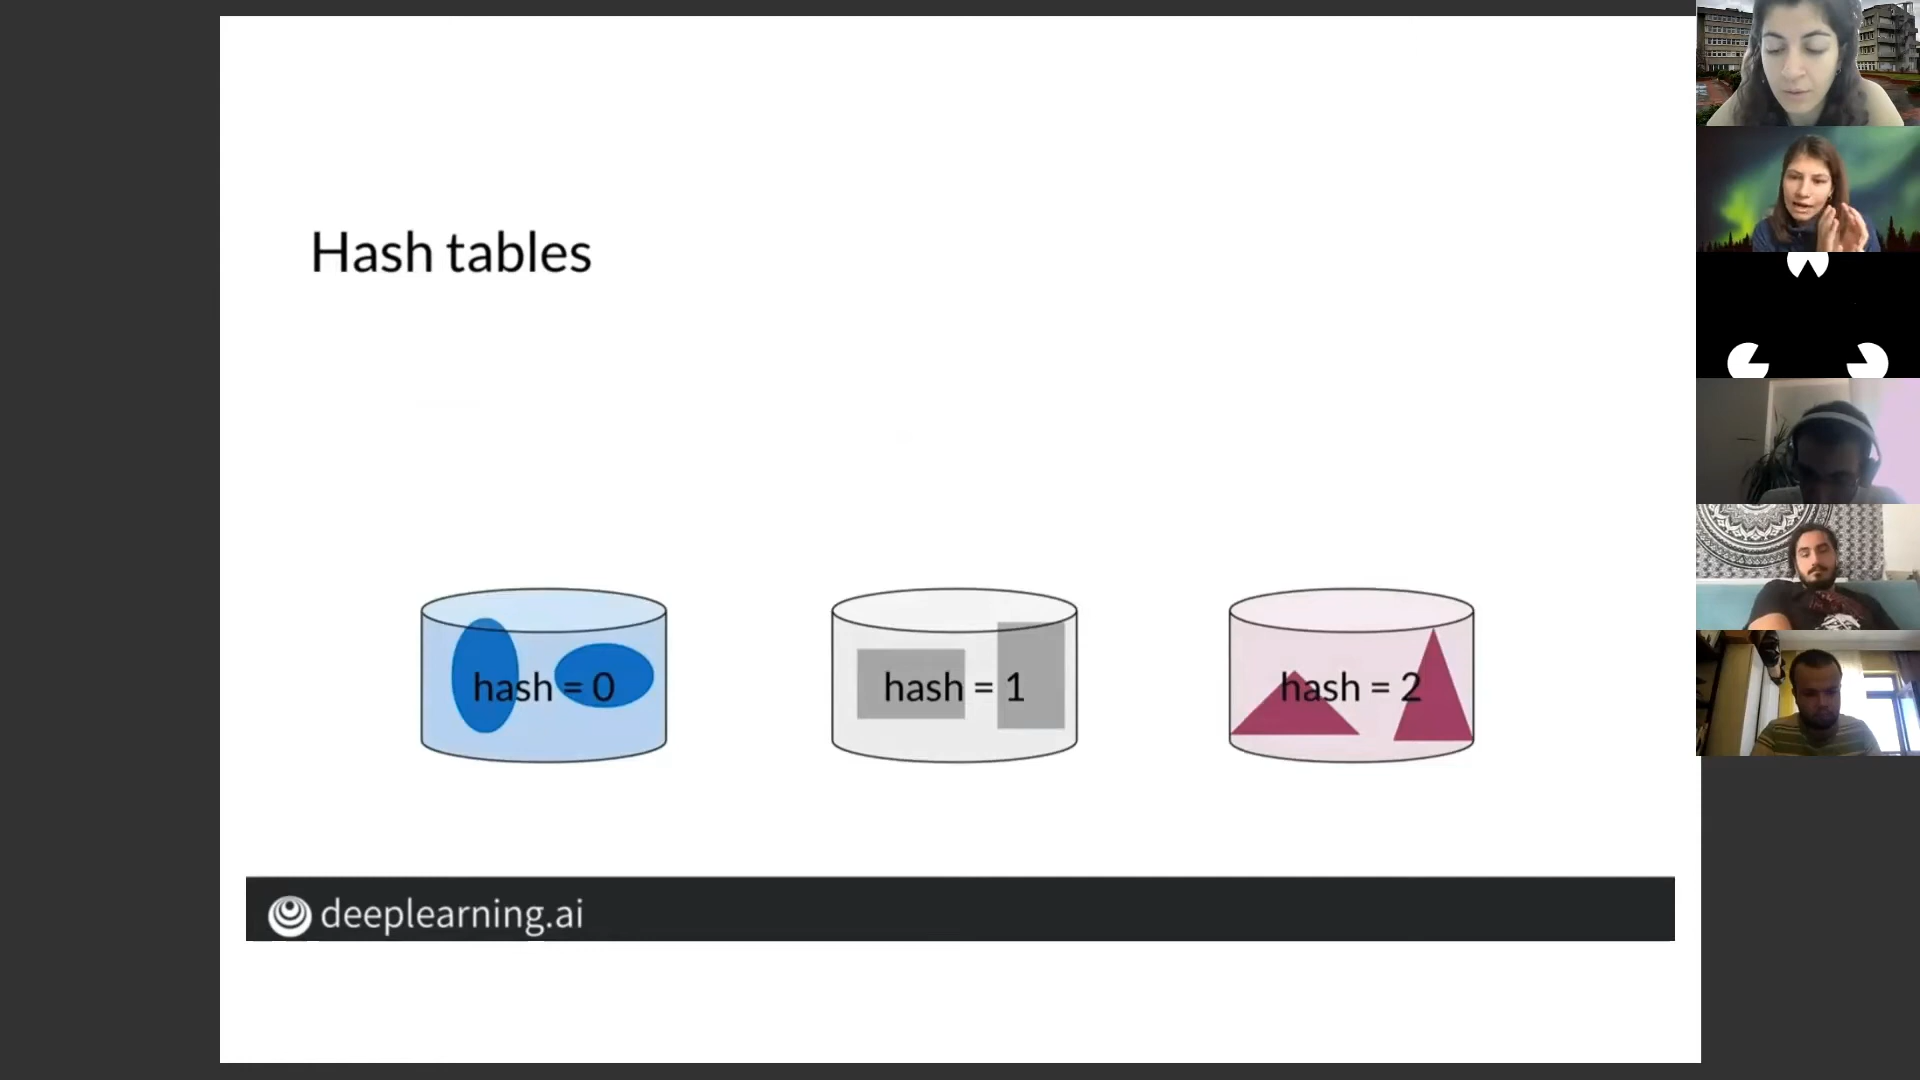 Hash tables
hash = 0
hash = 1
hash = 2
deeplearning.ai